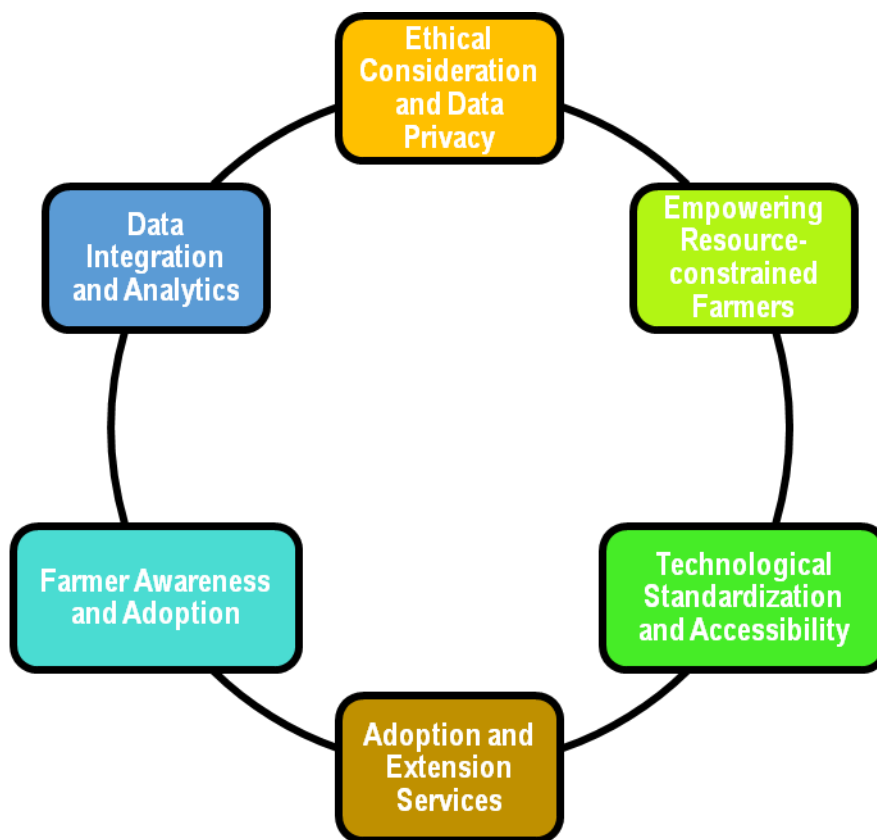 Ethical
Consideration
and Data
Privacy
Empowering
Resource-
constrained
Farmers
Technological
Standardization
and Accessibility
Adoption and
Extension
Services
Farmer Awareness
and Adoption
Data
Integration
and Analytics